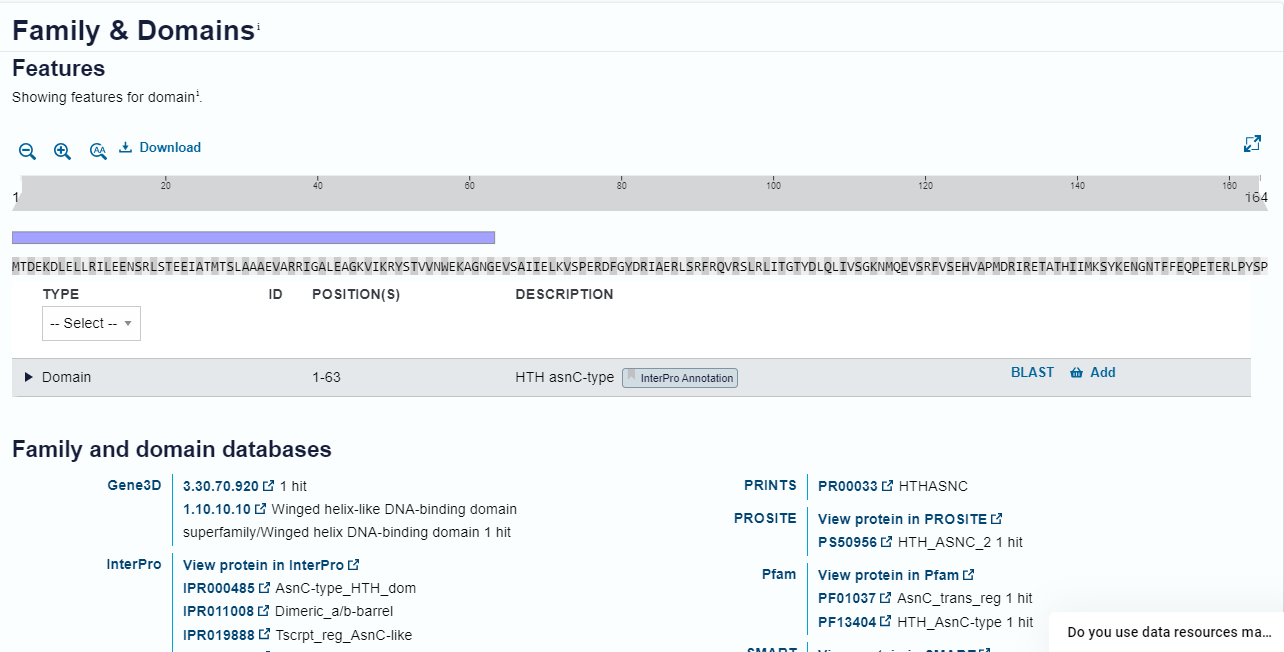 Family & Domains i
Features
Showing features for domain i.
Download
20 40 60 80 100 120 140 160
1 164
MTDEKDLELLRILEENSRLSTEEIATMTSLAAAEVARRIGALEAGKVIKRYSTVVNWEKAGNGEVSAIIELKVSPERDFGYDRIAERLSRFRQVRSLRLITGTYDLQLIVSGKNMQEVSRFVSEHVAPMDRIRETATHIIMKSYKENGNTFFEQPETERLPYSP
TYPE ID POSITION(S) DESCRIPTION
-- Select --
Domain 1-63 HTH asnC-type InterPro Annotation BLAST Add
Family and domain databases
Gene3D 3.30.70.920 1 hit
1.10.10.10 Winged helix-like DNA-binding domain
superfamily/Winged helix DNA-binding domain 1 hit
InterPro View protein in InterPro
IPR000485 AsnC-type_HTH_dom
IPR011008 Dimeric_a/b-barrel
IPR019888 Tscrpt_reg_AsnC-like
PRINTS PR00033 HTHASNC
PROSITE View protein in PROSITE
PS50956 HTH_ASNC_2 1 hit
Pfam View protein in Pfam
PF01037 AsnC_trans_reg 1 hit
PF13404 HTH_AsnC-type 1 hit
SMART View protein in SMART
Do you use data resources ma...